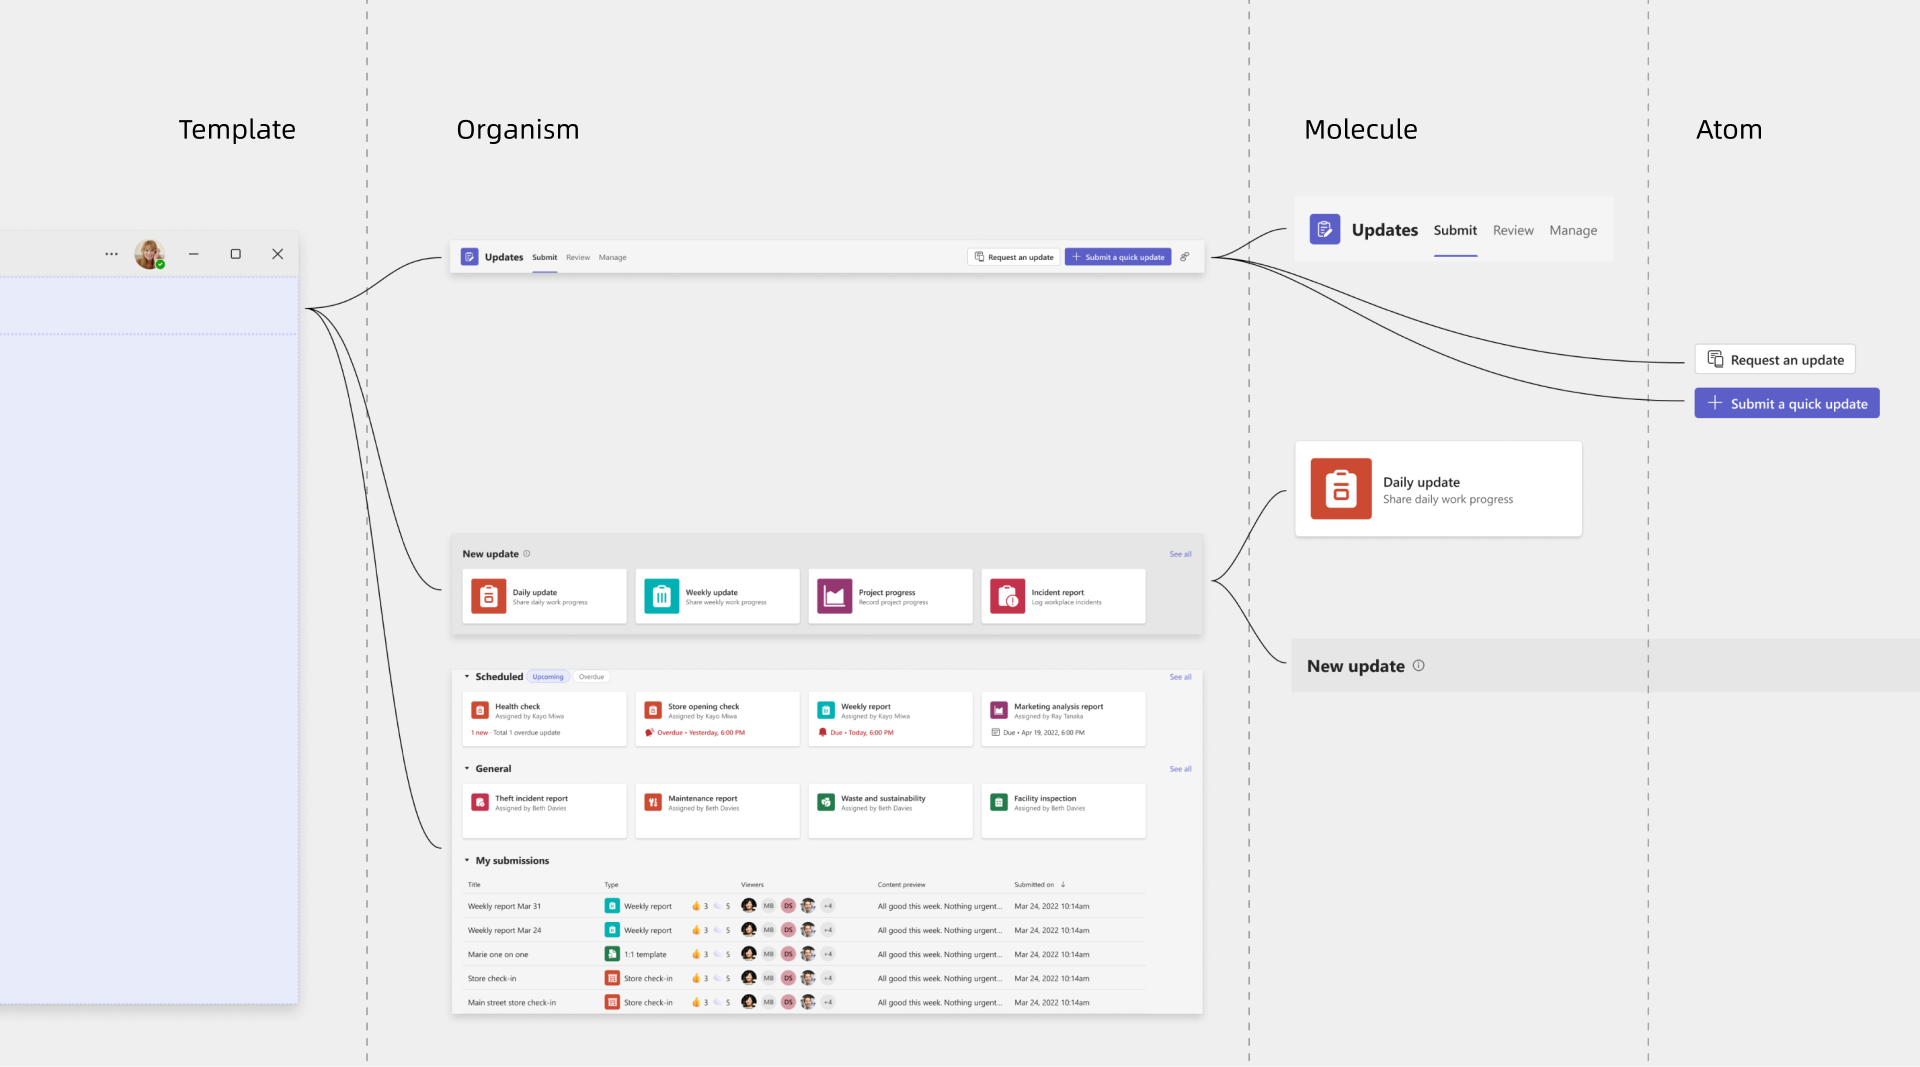 Template
Organism
Molecule
Atom
Updates Submit Review Manage
Request an update
Submit a quick update
Updates Submit Review Manage
Request an update
Submit a quick update
Daily update
Share daily work progress
New update
See all
Daily update
Share daily work progress
Weekly update
Share weekly work progress
Project progress
Record project progress
Incident report
Log workplace incidents
New update
Scheduled Upcoming Overdue See all
Health check
Assigned by Kayo Miwa
1 new · Total 1 overdue update
Store opening check
Assigned by Kayo Miwa
Overdue • Yesterday, 6:00 PM
Weekly report
Assigned by Kayo Miwa
Due • Today, 6:00 PM
Marketing analysis report
Assigned by Ray Tanaka
Due • Apr 19, 2022, 6:00 PM
General See all
Theft incident report
Assigned by Beth Davies
Maintenance report
Assigned by Beth Davies
Waste and sustainability
Assigned by Beth Davies
Facility inspection
Assigned by Beth Davies
My submissions
Title Type Viewers Content preview Submitted on ↓
Weekly report Mar 31 Weekly report 3 5 MB DS +4 All good this week. Nothing urgent... Mar 24, 2022 10:14am
Weekly report Mar 24 Weekly report 3 5 MB DS +4 All good this week. Nothing urgent... Mar 24, 2022 10:14am
Marie one on one 1:1 template 3 5 MB DS +4 All good this week. Nothing urgent... Mar 24, 2022 10:14am
Store check-in Store check-in 3 5 MB DS +4 All good this week. Nothing urgent... Mar 24, 2022 10:14am
Main street store check-in Store check-in 3 5 MB DS +4 All good this week. Nothing urgent... Mar 24, 2022 10:14am